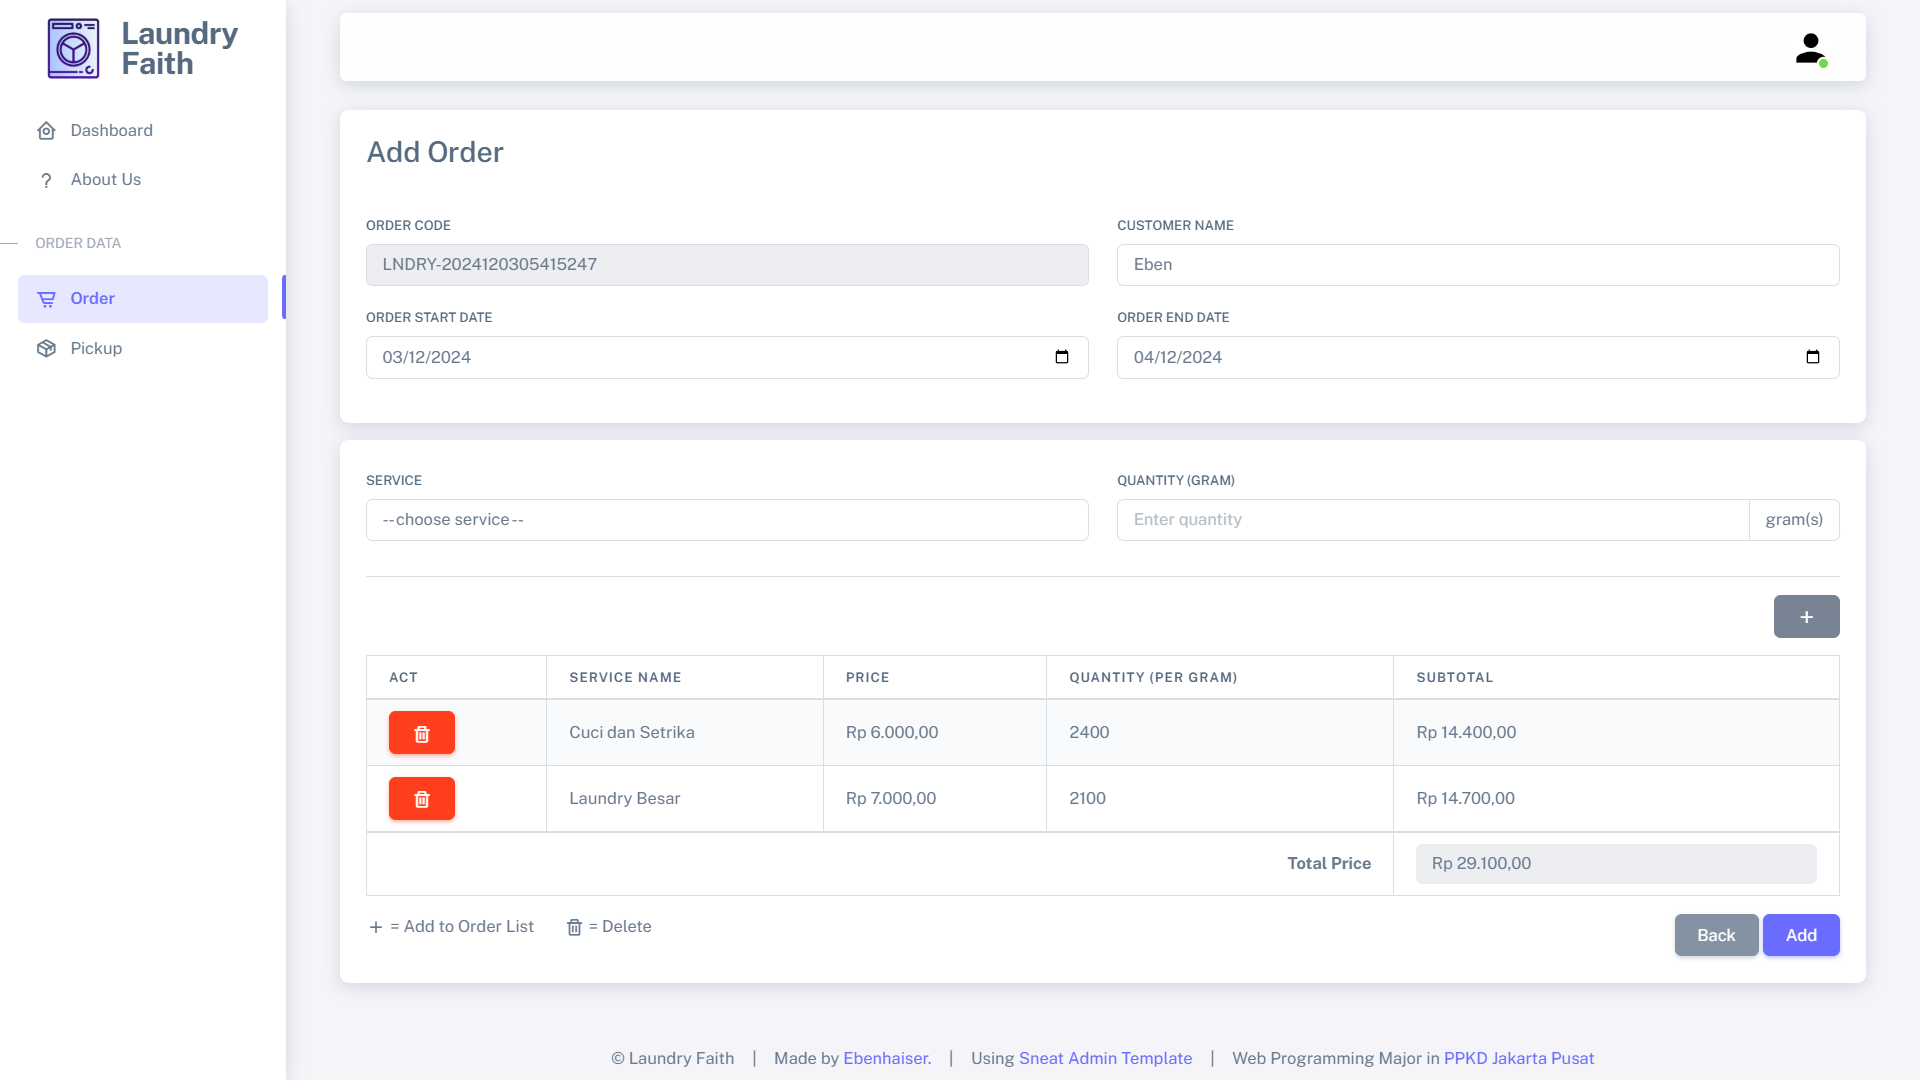 Laundry
Faith
Dashboard
? About Us
ORDER DATA
Order
Pickup
Add Order
ORDER CODE
LNDRY-2024120305415247
CUSTOMER NAME
Eben
ORDER START DATE
03/12/2024
ORDER END DATE
04/12/2024
SERVICE
--choose service--
QUANTITY (GRAM)
Enter quantity gram(s)
+
ACT SERVICE NAME PRICE QUANTITY (PER GRAM) SUBTOTAL
Cuci dan Setrika Rp 6.000,00 2400 Rp 14.400,00
Laundry Besar Rp 7.000,00 2100 Rp 14.700,00
Total Price Rp 29.100,00
+ = Add to Order List = Delete
Back Add
© Laundry Faith | Made by Ebenhaiser. | Using Sneat Admin Template | Web Programming Major in PPKD Jakarta Pusat